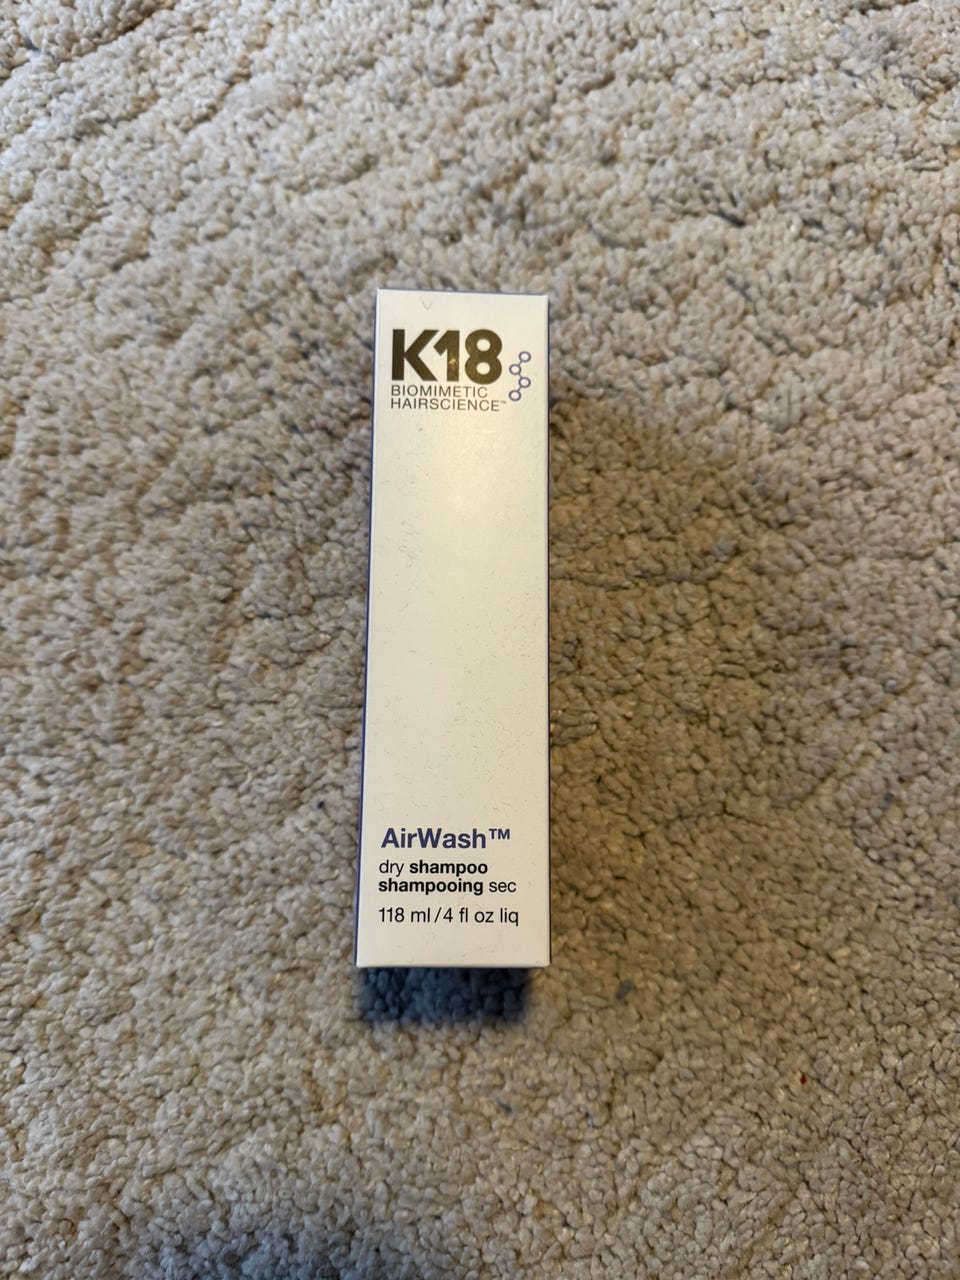 K18
BIOMIMETIC
HAIRSCIENCE™
AirWash™
dry shampoo
shampooing sec
118 ml/4 fl oz liq